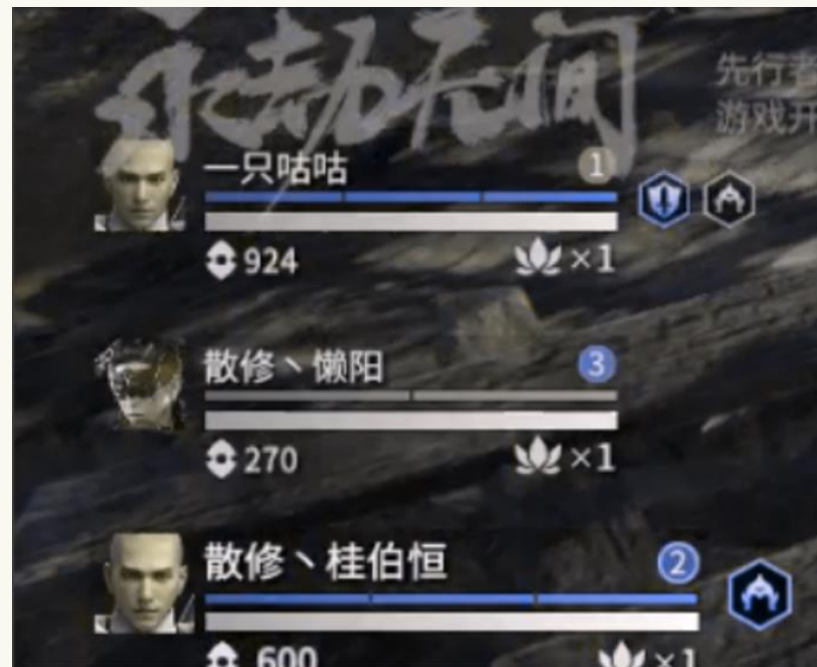 永劫无间
先行者
游戏开
一只咕咕 1
924 ×1
散修丶懒阳 3
270 ×1
散修丶桂伯恒 2
600 ×1